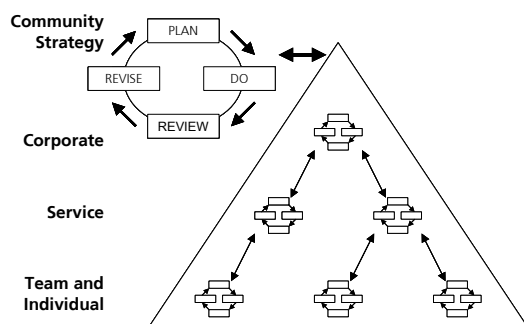 Community
Strategy
PLAN
REVISE
DO
REVIEW
Corporate
Service
Team and
Individual